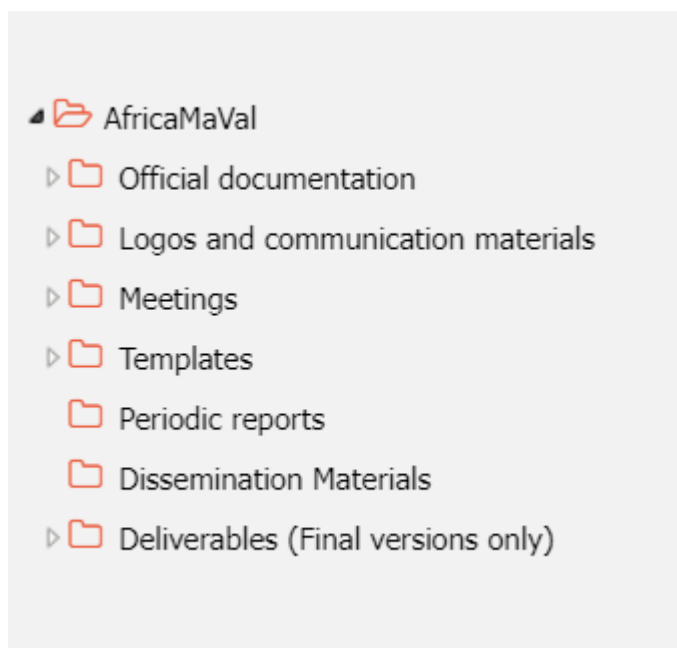 AfricaMaVal
Official documentation
Logos and communication materials
Meetings
Templates
Periodic reports
Dissemination Materials
Deliverables (Final versions only)